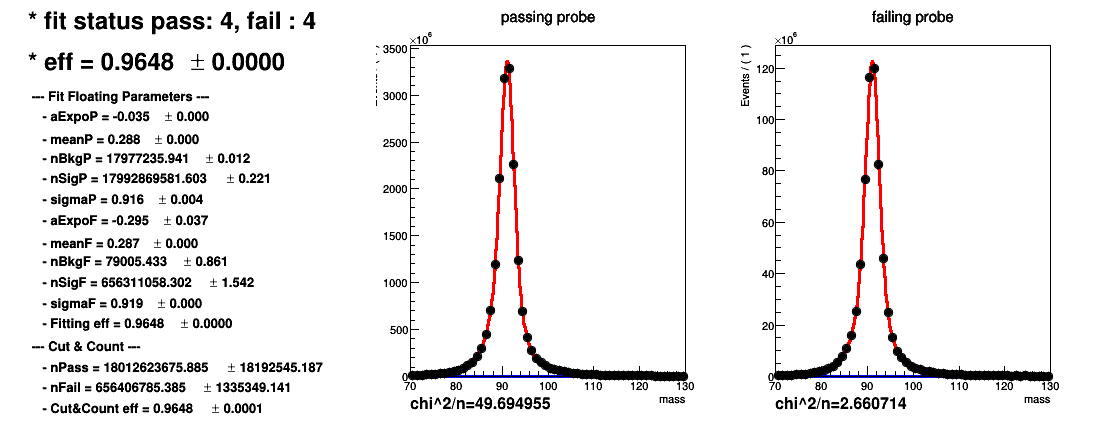 * fit status pass: 4, fail : 4
* eff = 0.9648 ± 0.0000
--- Fit Floating Parameters ---
- aExpoP = -0.035 ± 0.000
- meanP = 0.288 ± 0.000
- nBkgP = 17977235.941 ± 0.012
- nSigP = 17992869581.603 ± 0.221
- sigmaP = 0.916 ± 0.004
- aExpoF = -0.295 ± 0.037
- meanF = 0.287 ± 0.000
- nBkgF = 79005.433 ± 0.861
- nSigF = 656311058.302 ± 1.542
- sigmaF = 0.919 ± 0.000
- Fitting eff = 0.9648 ± 0.0000
--- Cut & Count ---
- nPass = 18012623675.885 ± 18192545.187
- nFail = 656406785.385 ± 1335349.141
- Cut&Count eff = 0.9648 ± 0.0001
passing probe
×10⁶
3500
3000
2500
2000
1500
1000
500
0
70 80 90 100 110 120 130
mass
chi^2/n=49.694955
failing probe
×10⁶
Events / ( 1 )
120
100
80
60
40
20
0
70 80 90 100 110 120 130
mass
chi^2/n=2.660714